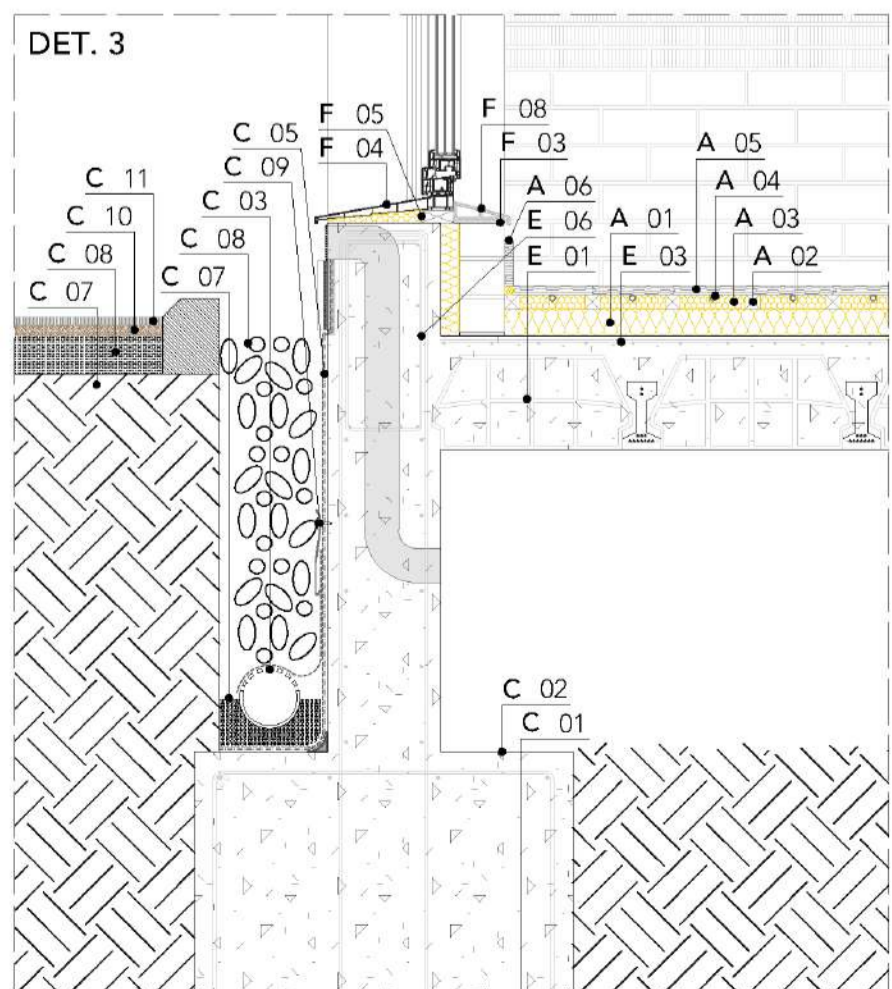 DET. 3
C 05
F 05
F 08
C 09
F 04
F 03
A 05
C 11
C 03
A 06
A 04
C 10
C 08
E 06
A 01
A 03
C 08
C 07
E 01
E 03
A 02
C 07
C 02
C 01